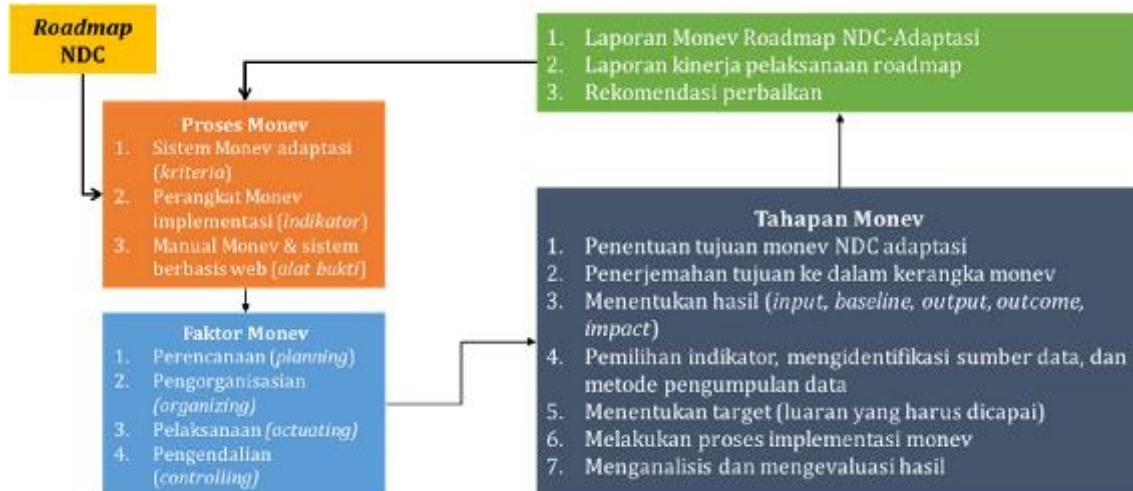 Roadmap
NDC
Proses Monev
1. Sistem Monev adaptasi
(kriteria)
2. Perangkat Monev
implementasi (indikator)
3. Manual Monev & sistem
berbasis web [alat bukti]
Faktor Monev
1. Perencanaan (planning)
2. Pengorganisasian
(organizing)
3. Pelaksanaan (actuating)
4. Pengendalian
(controlling)
Tahapan Monev
1. Penentuan tujuan monev NDC adaptasi
2. Penerjemahan tujuan ke dalam kerangka monev
3. Menentukan hasil (input, baseline, output, outcome,
impact)
4. Pemilihan indikator, mengidentifikasi sumber data, dan
metode pengumpulan data
5. Menentukan target (luaran yang harus dicapai)
6. Melakukan proses implementasi monev
7. Menganalisis dan mengevaluasi hasil
1. Laporan Monev Roadmap NDC-Adaptasi
2. Laporan kinerja pelaksanaan roadmap
3. Rekomendasi perbaikan